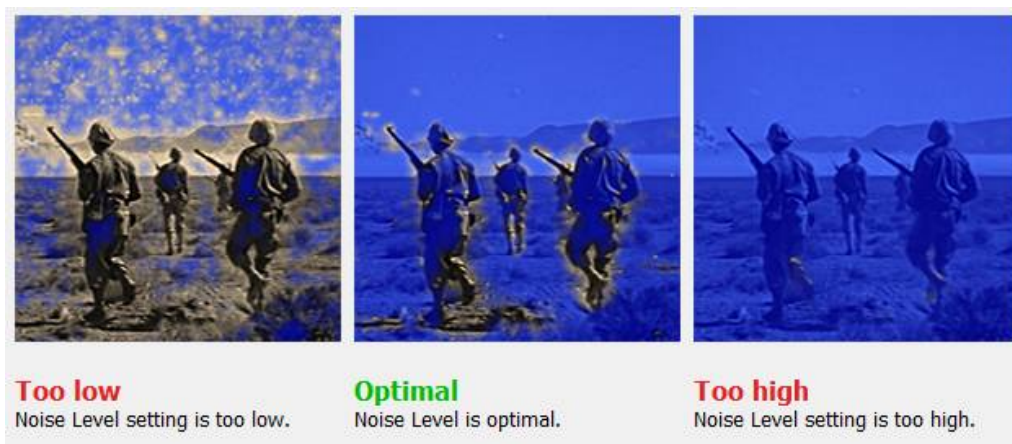 Too low
Noise Level setting is too low.
Optimal
Noise Level is optimal.
Too high
Noise Level setting is too high.